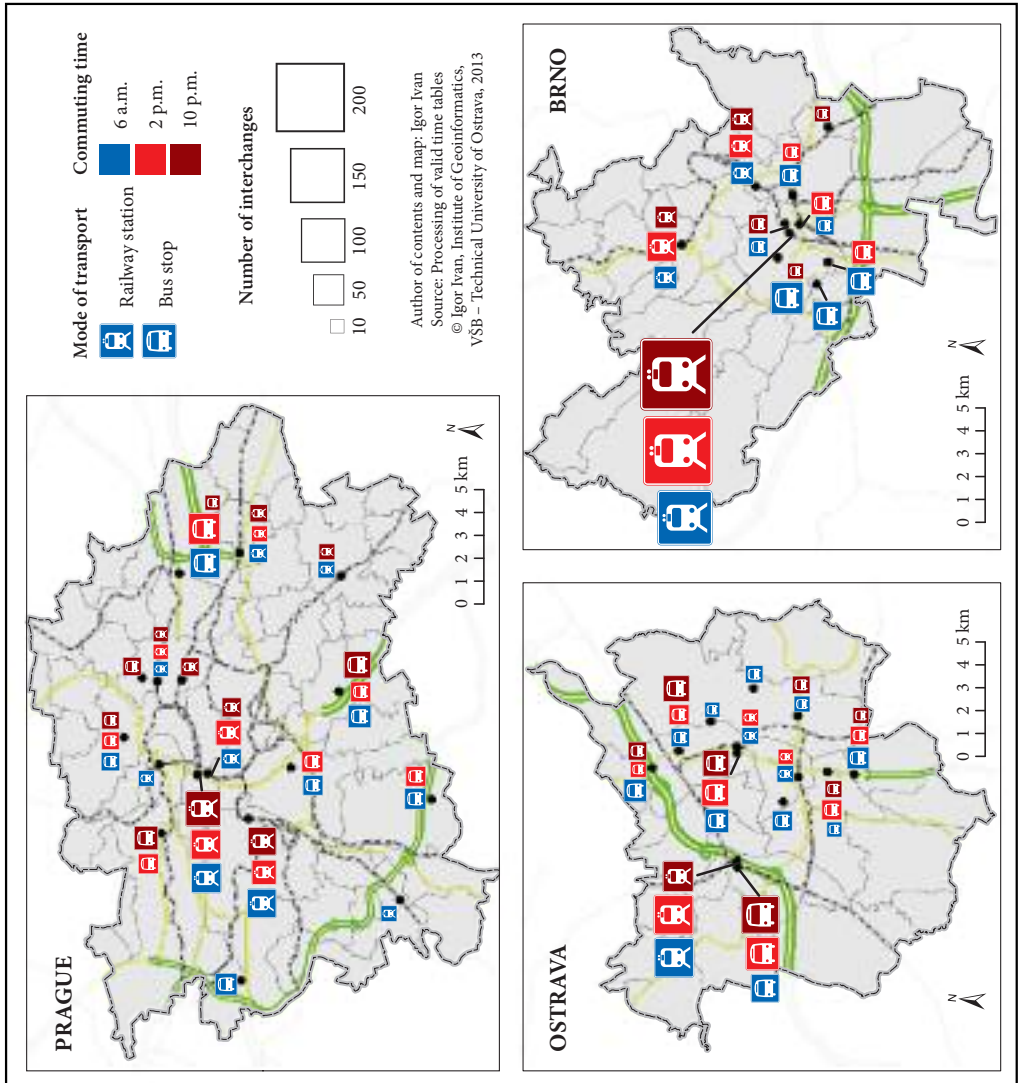 PRAGUE
0 1 2 3 4 5 km
N
Mode of transport
Railway station
Bus stop
Commuting time
6 a.m.
2 p.m.
10 p.m.
Number of interchanges
10 50 100 150 200
Author of contents and map: Igor Ivan
Source: Processing of valid time tables
© Igor Ivan, Institute of Geoinformatics,
VŠB – Technical University of Ostrava, 2013
OSTRAVA
0 1 2 3 4 5 km
N
BRNO
0 1 2 3 4 5 km
N